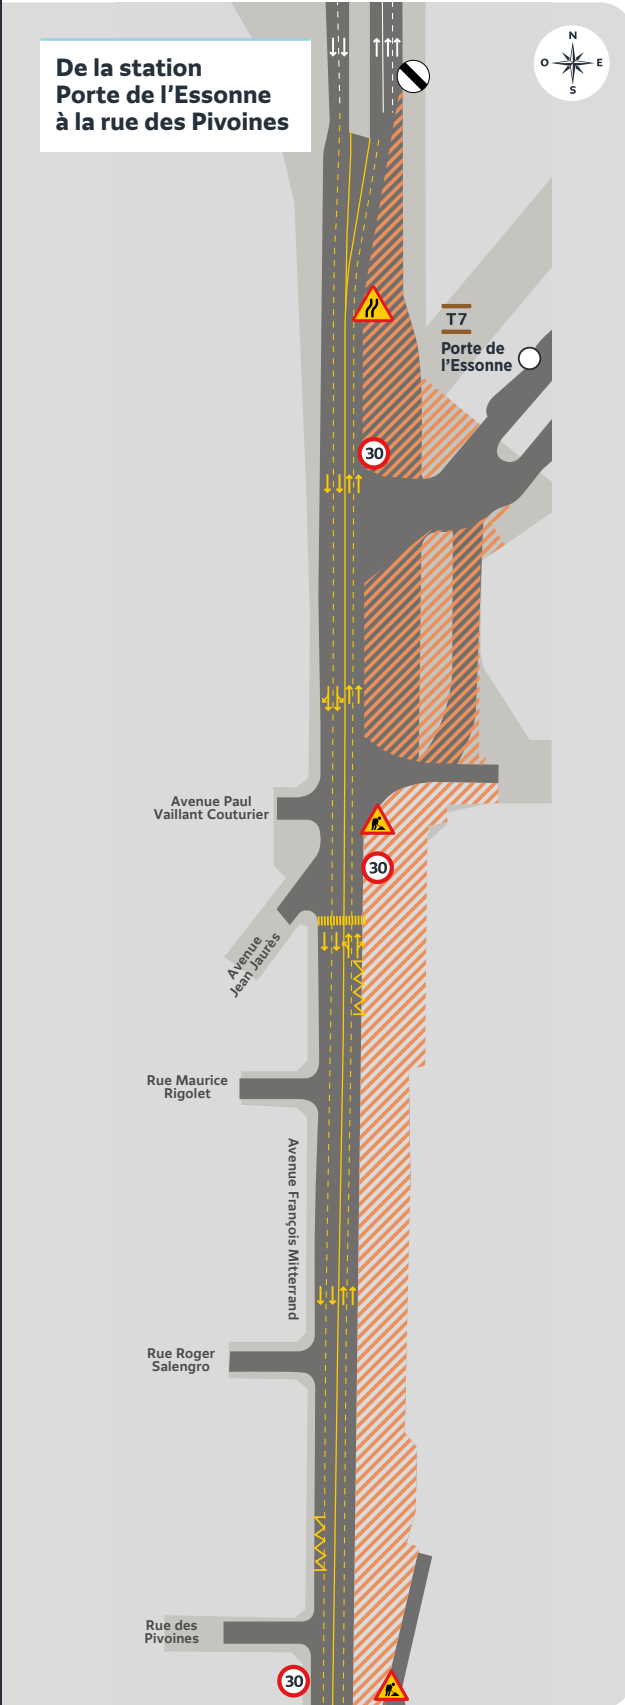 De la station
Porte de l'Essonne
à la rue des Pivoines
N
O
E
S
T7
Porte de
l'Essonne
30
Avenue Paul
Vaillant Couturier
30
Avenue
Jean Jaurès
Rue Maurice
Rigolet
Avenue François Mitterrand
Rue Roger
Salengro
Rue des
Pivoines
30